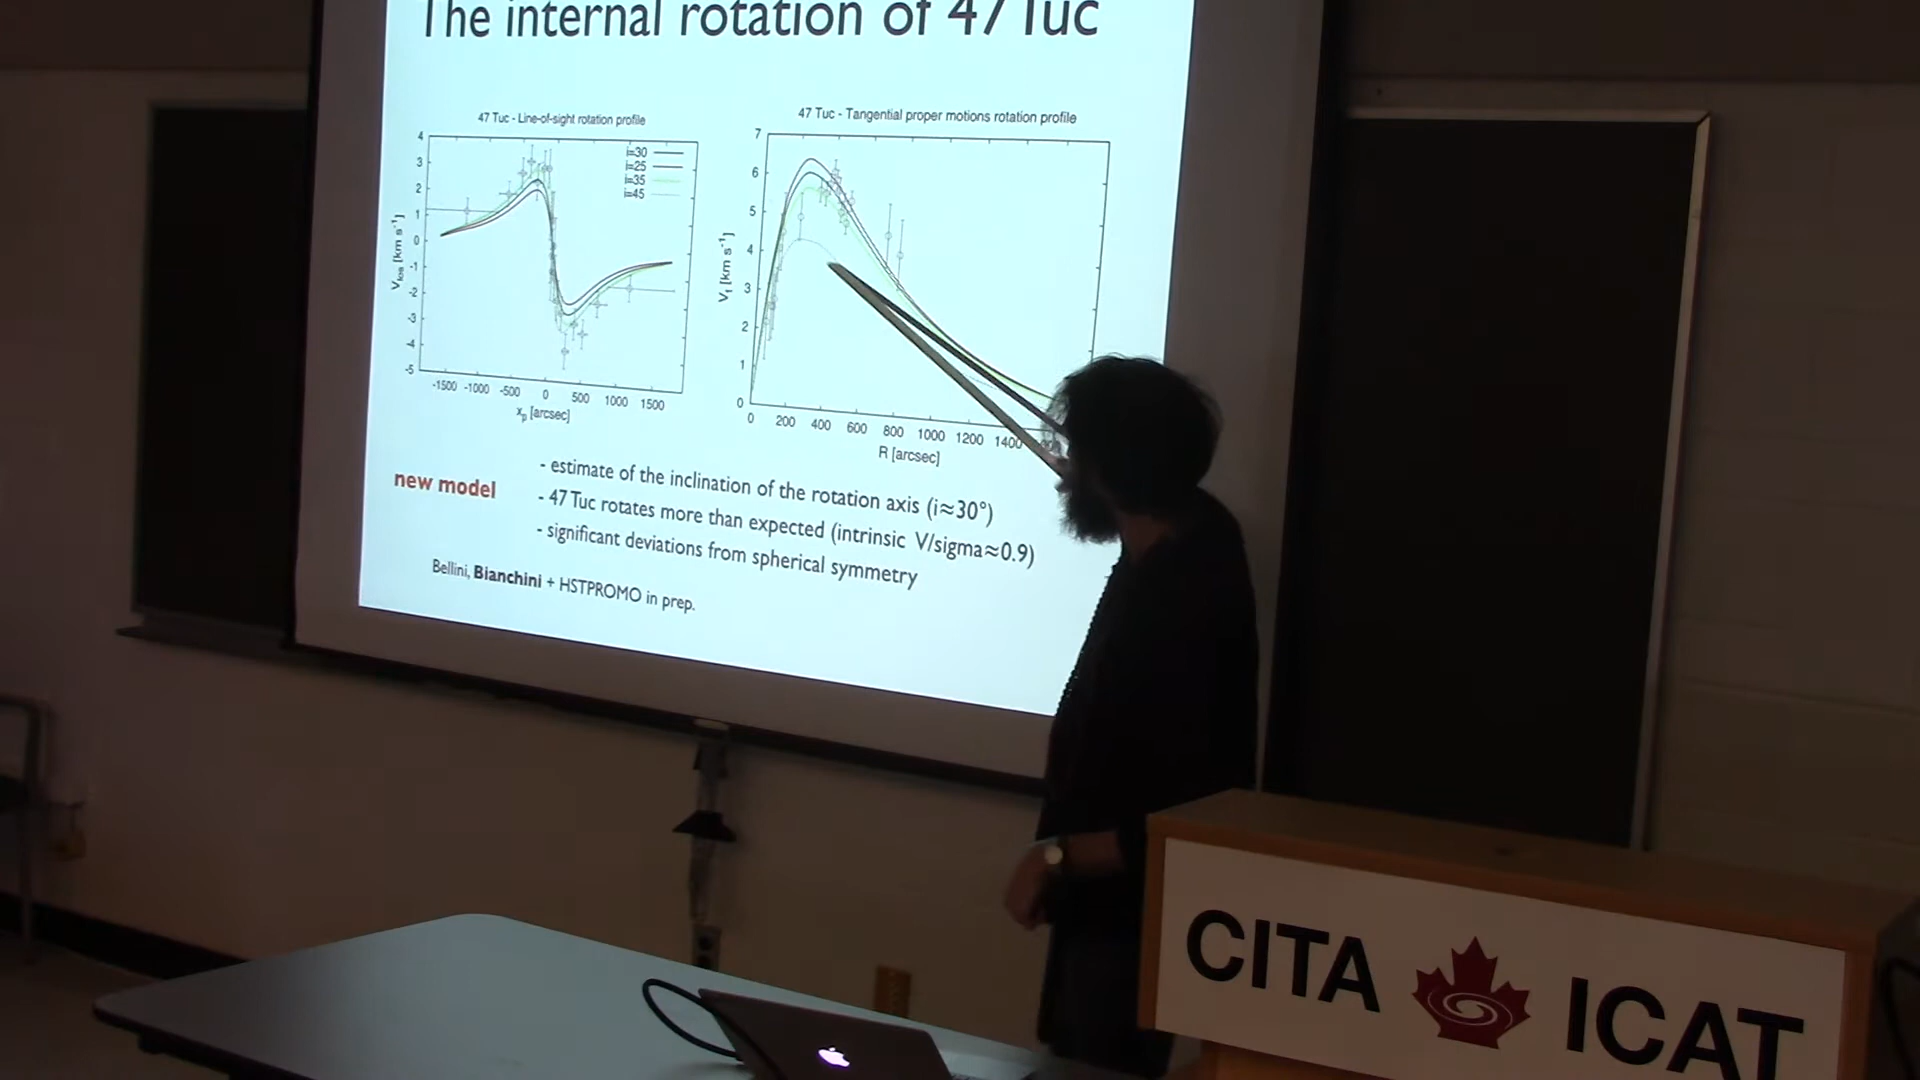 The internal rotation of 47 Tuc
47 Tuc - Line-of-sight rotation profile
4
3
2
1
0
-1
-2
-3
-4
-5
Vlos [km s-1]
i=30
i=25
i=35
i=45
-1500 -1000 -500 0 500 1000 1500
xp [arcsec]
47 Tuc - Tangential proper motions rotation profile
7
6
5
4
3
2
1
0
Vt [km s-1]
0 200 400 600 800 1000 1200 1400
R [arcsec]
new model
- estimate of the inclination of the rotation axis (i≈30°)
- 47 Tuc rotates more than expected (intrinsic V/sigma≈0.9)
- significant deviations from spherical symmetry
Bellini, Bianchini + HSTPROMO in prep.
CITA ICAT